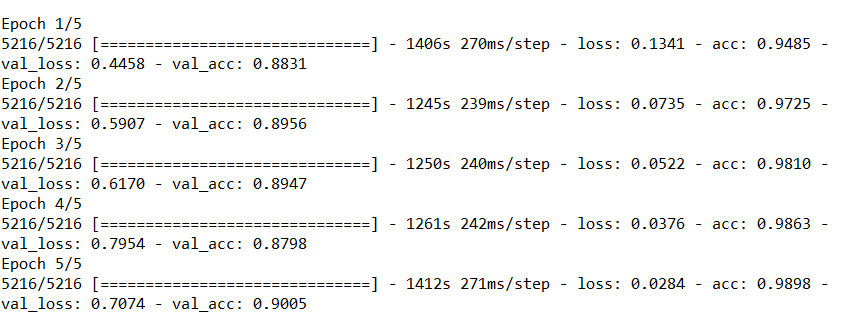 Epoch 1/5
5216/5216 [==============================] - 1406s 270ms/step - loss: 0.1341 - acc: 0.9485 -
val_loss: 0.4458 - val_acc: 0.8831
Epoch 2/5
5216/5216 [==============================] - 1245s 239ms/step - loss: 0.0735 - acc: 0.9725 -
val_loss: 0.5907 - val_acc: 0.8956
Epoch 3/5
5216/5216 [==============================] - 1250s 240ms/step - loss: 0.0522 - acc: 0.9810 -
val_loss: 0.6170 - val_acc: 0.8947
Epoch 4/5
5216/5216 [==============================] - 1261s 242ms/step - loss: 0.0376 - acc: 0.9863 -
val_loss: 0.7954 - val_acc: 0.8798
Epoch 5/5
5216/5216 [==============================] - 1412s 271ms/step - loss: 0.0284 - acc: 0.9898 -
val_loss: 0.7074 - val_acc: 0.9005